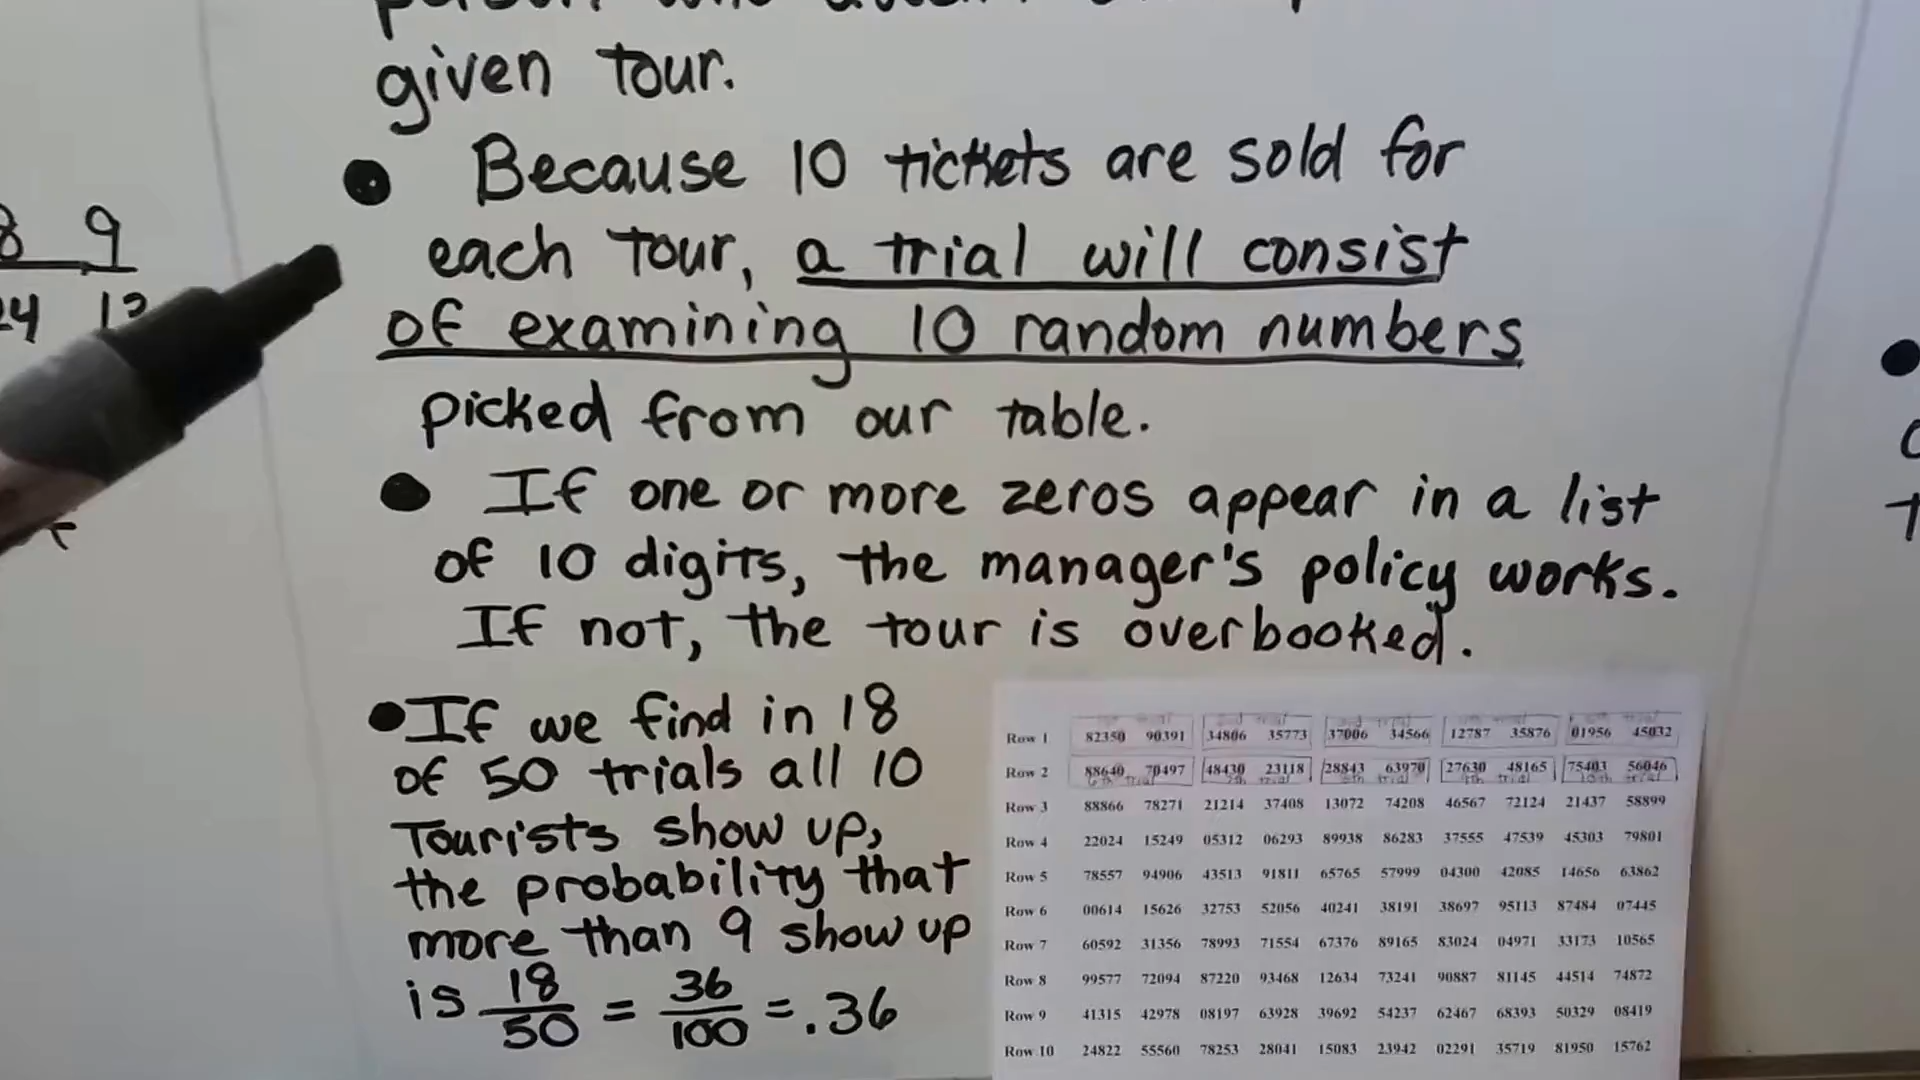 given tour.
● Because 10 tickets are sold for
each tour, a trial will consist
of examining 10 random numbers
picked from our table.
● If one or more zeros appear in a list
of 10 digits, the manager's policy works.
If not, the tour is overbooked.
● If we find in 18
of 50 trials all 10
Tourists show up,
the probability that
more than 9 show up
is 18/50 = 36/100 = .36
8 9
24
Row 1 82350 90391 34806 35773 37006 34566 12787 35876 01956 45032
Row 2 88640 70497 48430 23118 28843 63970 27630 48165 75403 56046
Row 3 88866 78271 21214 37408 13072 74208 46567 72124 21437 58899
Row 4 22024 15249 05312 06293 89938 86283 37555 47539 45303 79801
Row 5 78557 94906 43513 91811 65765 57999 04300 42085 14656 63862
Row 6 00614 15626 32753 52056 40241 38191 38697 95113 87484 07445
Row 7 60592 31356 78993 71554 67376 89165 83024 04971 33173 10565
Row 8 99577 72094 87220 93468 12634 73241 90887 81145 44514 74872
Row 9 41315 42978 08197 63928 39692 54237 62467 68393 50329 08419
Row 10 24822 55560 78253 28041 15083 23942 02291 35719 81950 15762